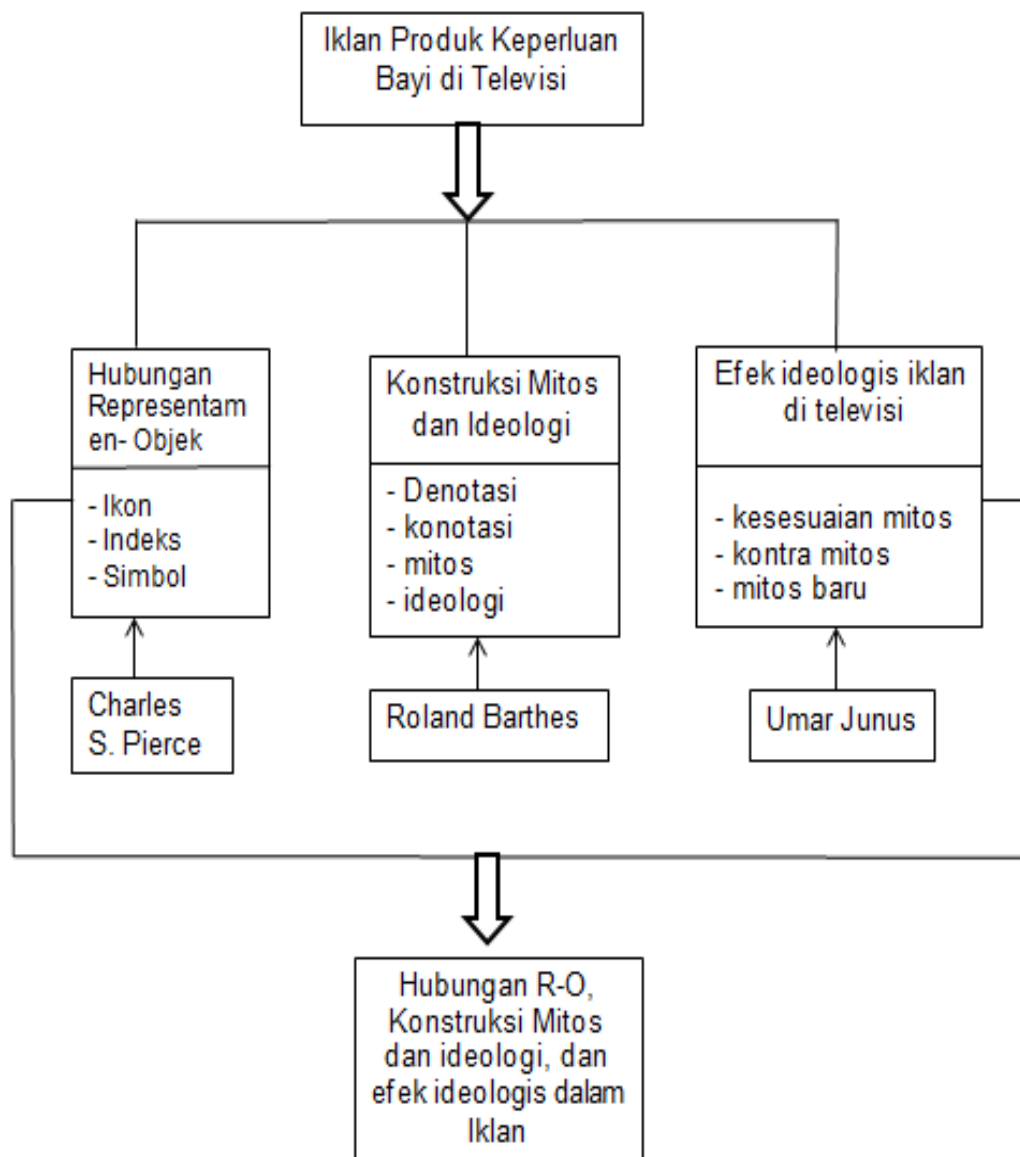 Iklan Produk Keperluan
Bayi di Televisi
Hubungan
Representam
en- Objek
- Ikon
- Indeks
- Simbol
Charles
S. Pierce
Konstruksi Mitos
dan Ideologi
- Denotasi
- konotasi
- mitos
- ideologi
Roland Barthes
Efek ideologis iklan
di televisi
- kesesuaian mitos
- kontra mitos
- mitos baru
Umar Junus
Hubungan R-O,
Konstruksi Mitos
dan ideologi, dan
efek ideologis dalam
Iklan